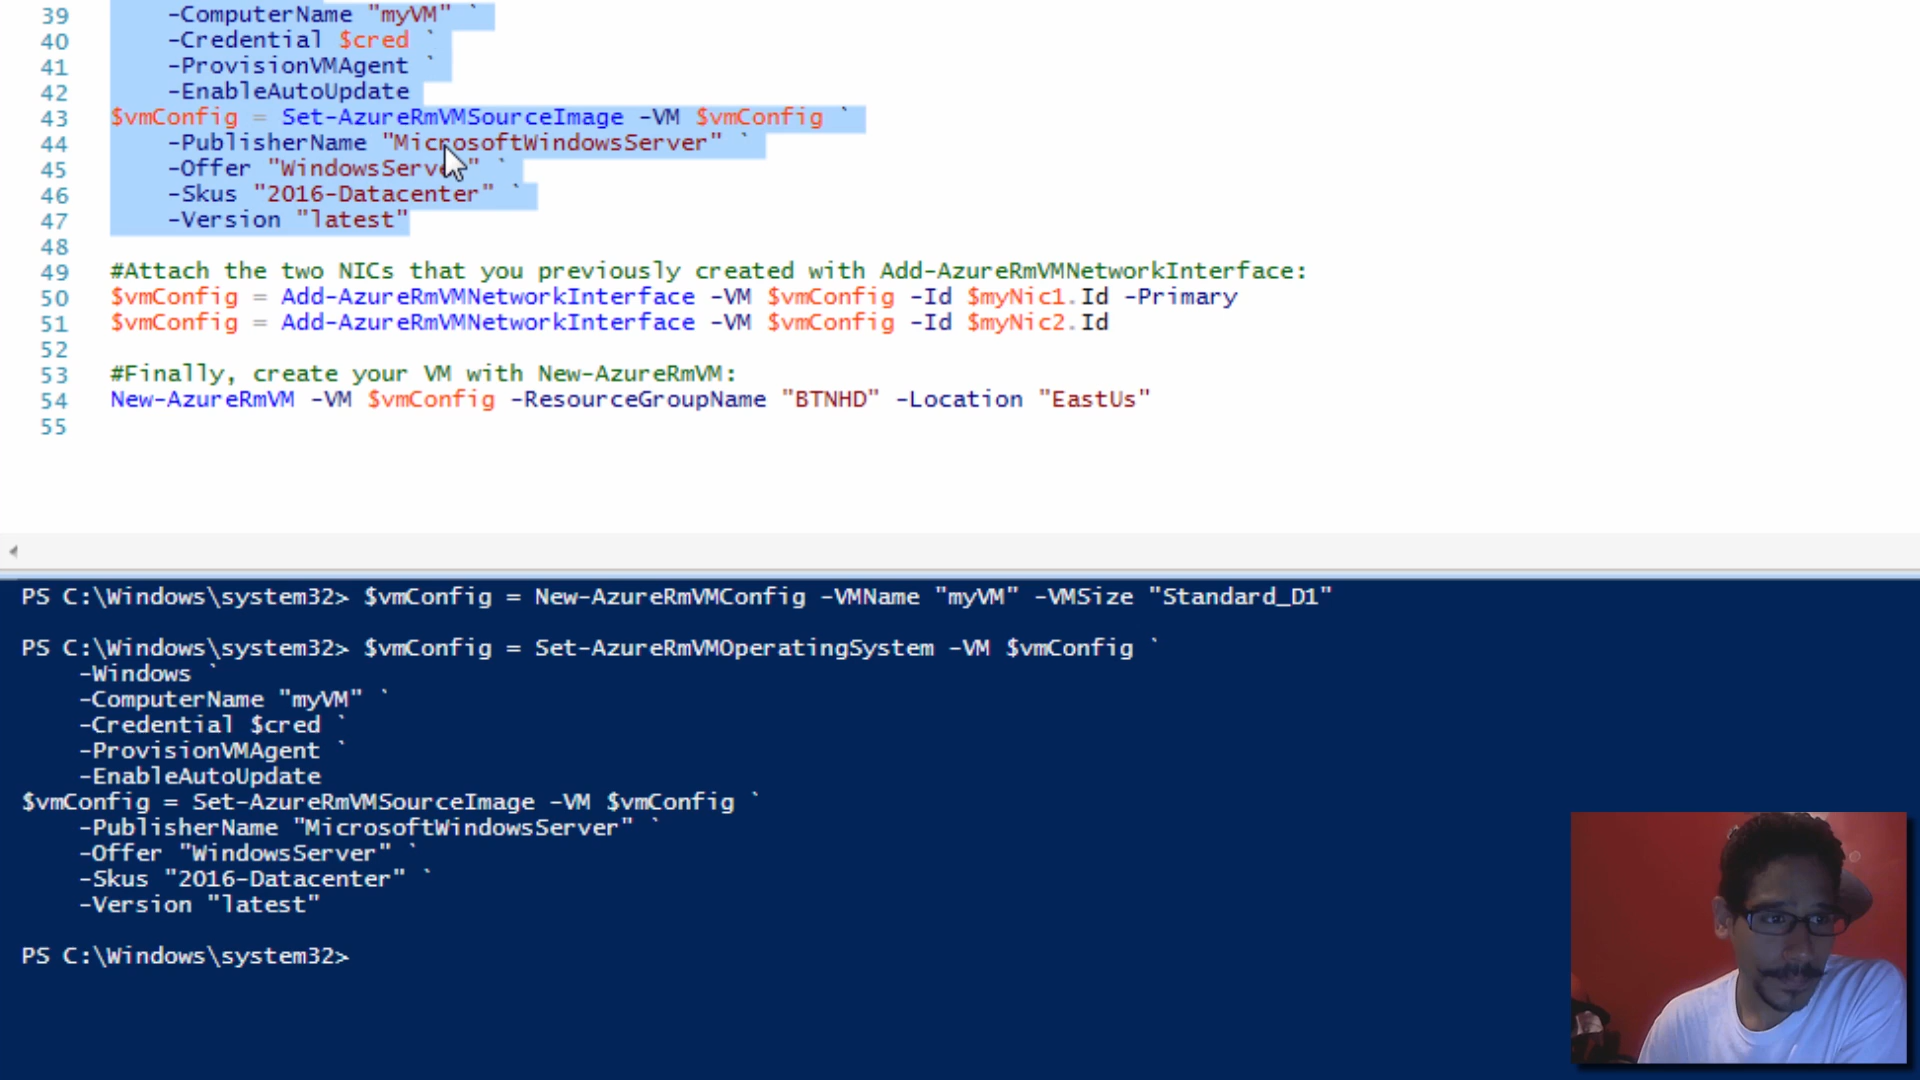 39 -ComputerName "myVM" `
40 -Credential $cred `
41 -ProvisionVMAgent `
42 -EnableAutoUpdate
43 $vmConfig = Set-AzureRmVMSourceImage -VM $vmConfig `
44 -PublisherName "MicrosoftWindowsServer" `
45 -Offer "WindowsServer" `
46 -Skus "2016-Datacenter" `
47 -Version "latest"
48
49 #Attach the two NICs that you previously created with Add-AzureRmVMNetworkInterface:
50 $vmConfig = Add-AzureRmVMNetworkInterface -VM $vmConfig -Id $myNic1.Id -Primary
51 $vmConfig = Add-AzureRmVMNetworkInterface -VM $vmConfig -Id $myNic2.Id
52
53 #Finally, create your VM with New-AzureRmVM:
54 New-AzureRmVM -VM $vmConfig -ResourceGroupName "BTNHD" -Location "EastUs"
55
PS C:\Windows\system32> $vmConfig = New-AzureRmVMConfig -VMName "myVM" -VMSize "Standard_D1"
PS C:\Windows\system32> $vmConfig = Set-AzureRmVMOperatingSystem -VM $vmConfig `
-Windows `
-ComputerName "myVM" `
-Credential $cred `
-ProvisionVMAgent `
-EnableAutoUpdate
$vmConfig = Set-AzureRmVMSourceImage -VM $vmConfig `
-PublisherName "MicrosoftWindowsServer" `
-Offer "WindowsServer" `
-Skus "2016-Datacenter" `
-Version "latest"
PS C:\Windows\system32>